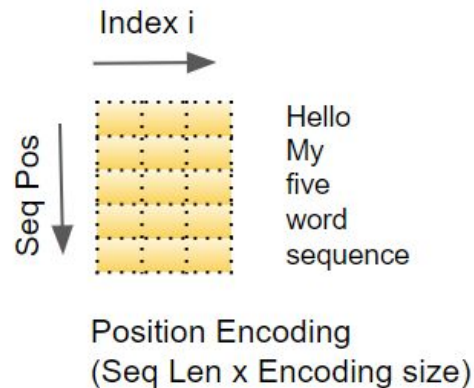 Index i
Seq Pos
Hello
My
five
word
sequence
Position Encoding
(Seq Len x Encoding size)